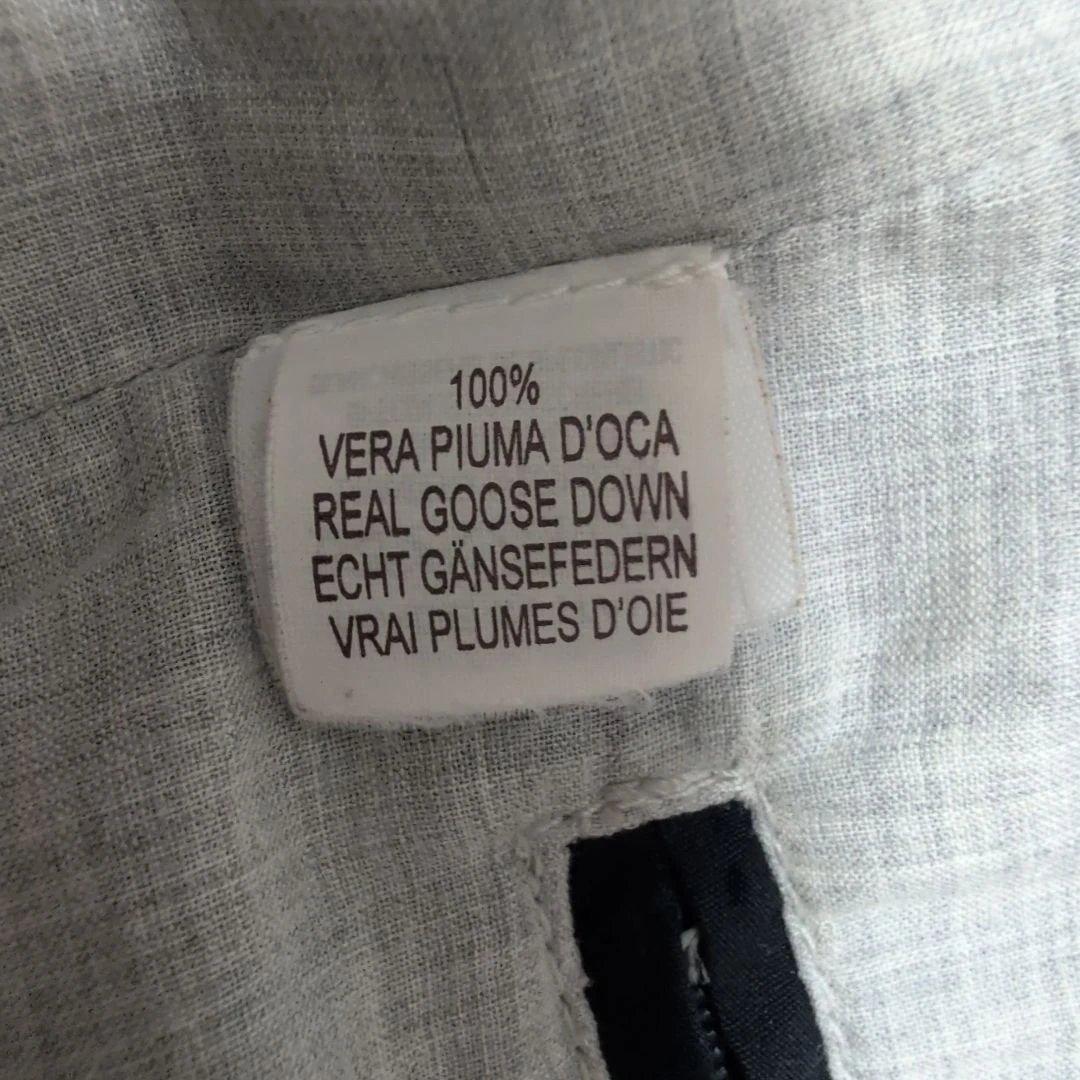 100%
VERA PIUMA D'OCA
REAL GOOSE DOWN
ECHT GÄNSEFEDERN
VRAI PLUMES D'OIE